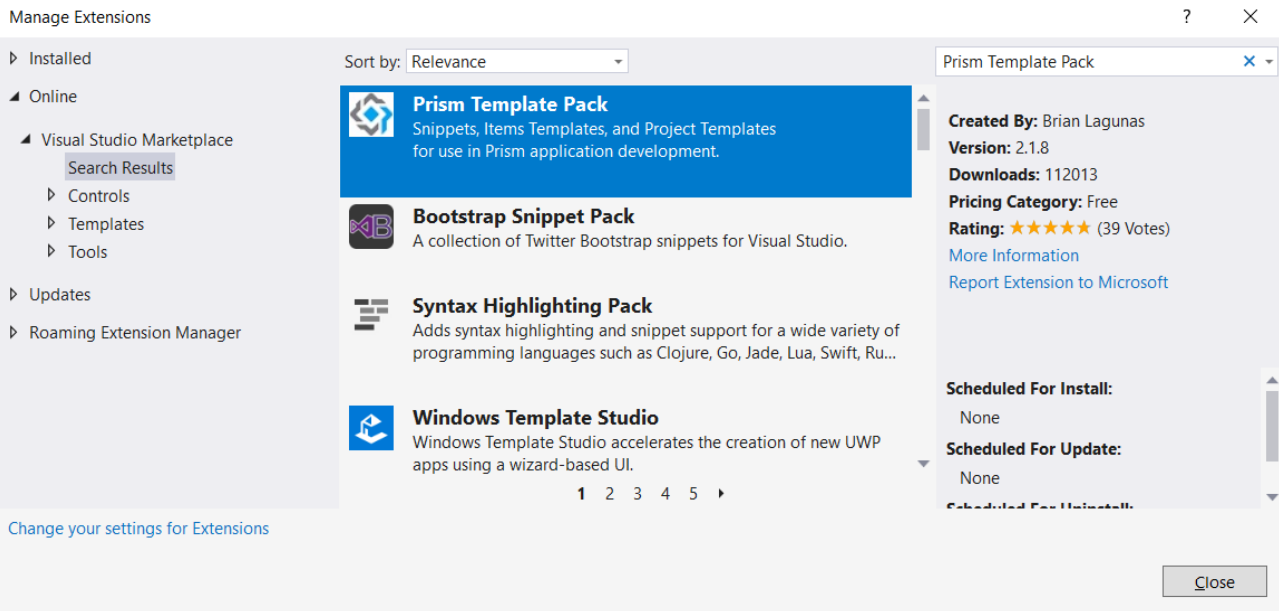 Manage Extensions
?
Installed
Online
Visual Studio Marketplace
Search Results
Controls
Templates
Tools
Updates
Roaming Extension Manager
Sort by: Relevance
Prism Template Pack
Snippets, Items Templates, and Project Templates
for use in Prism application development.
Bootstrap Snippet Pack
A collection of Twitter Bootstrap snippets for Visual Studio.
Syntax Highlighting Pack
Adds syntax highlighting and snippet support for a wide variety of
programming languages such as Clojure, Go, Jade, Lua, Swift, Ru...
Windows Template Studio
Windows Template Studio accelerates the creation of new UWP
apps using a wizard-based UI.
1 2 3 4 5
Prism Template Pack
Created By: Brian Lagunas
Version: 2.1.8
Downloads: 112013
Pricing Category: Free
Rating: ★★★★★ (39 Votes)
More Information
Report Extension to Microsoft
Scheduled For Install:
None
Scheduled For Update:
None
Scheduled For Uninstall:
Change your settings for Extensions
Close